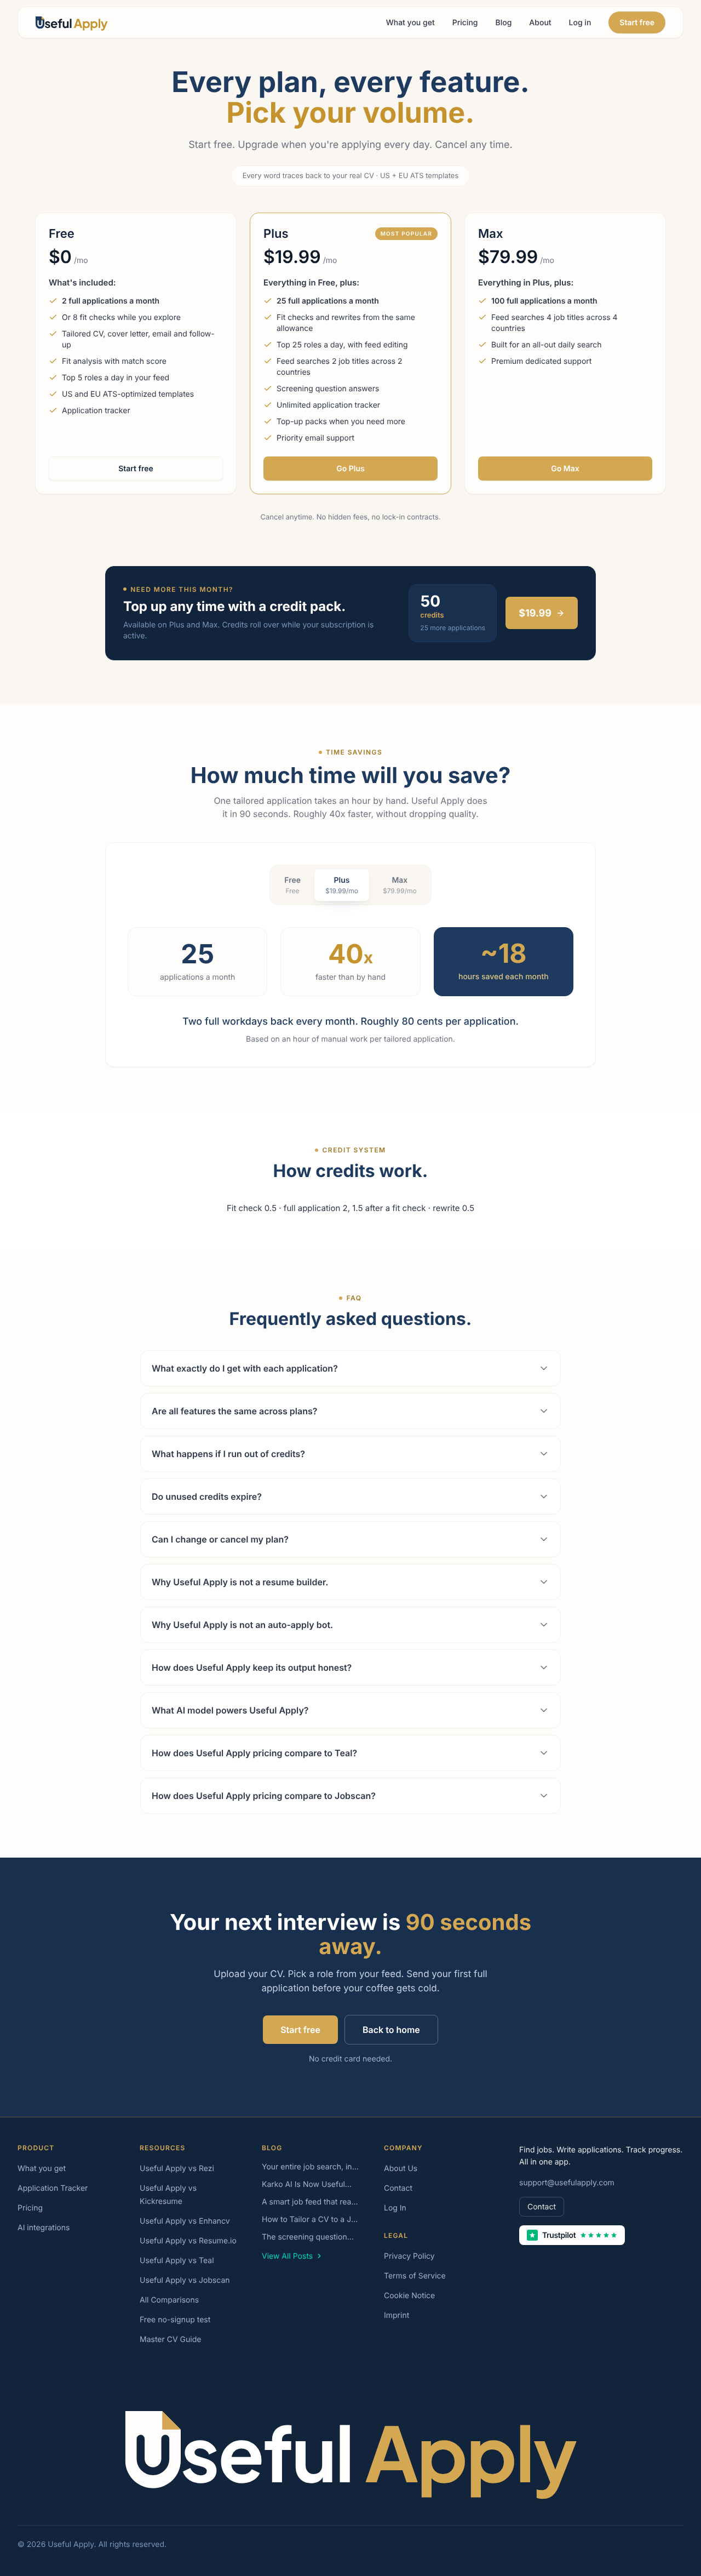 Useful Apply
What you get
Pricing
Blog
About
Log in
Start free
Every plan, every feature.
Pick your volume.
Start free. Upgrade when you're applying every day. Cancel any time.
Every word traces back to your real CV · US + EU ATS templates
Free
$0 /mo
What's included:
2 full applications a month
Or 8 fit checks while you explore
Tailored CV, cover letter, email and follow-
up
Fit analysis with match score
Top 5 roles a day in your feed
US and EU ATS-optimized templates
Application tracker
Start free
Plus
MOST POPULAR
$19.99 /mo
Everything in Free, plus:
25 full applications a month
Fit checks and rewrites from the same
allowance
Top 25 roles a day, with feed editing
Feed searches 2 job titles across 2
countries
Screening question answers
Unlimited application tracker
Top-up packs when you need more
Priority email support
Go Plus
Max
$79.99 /mo
Everything in Plus, plus:
100 full applications a month
Feed searches 4 job titles across 4
countries
Built for an all-out daily search
Premium dedicated support
Go Max
Cancel anytime. No hidden fees, no lock-in contracts.
NEED MORE THIS MONTH?
Top up any time with a credit pack.
Available on Plus and Max. Credits roll over while your subscription is
active.
50
credits
25 more applications
$19.99 →
TIME SAVINGS
How much time will you save?
One tailored application takes an hour by hand. Useful Apply does
it in 90 seconds. Roughly 40x faster, without dropping quality.
Free
Free
Plus
$19.99/mo
Max
$79.99/mo
25
applications a month
40x
faster than by hand
~18
hours saved each month
Two full workdays back every month. Roughly 80 cents per application.
Based on an hour of manual work per tailored application.
CREDIT SYSTEM
How credits work.
Fit check 0.5 · full application 2, 1.5 after a fit check · rewrite 0.5
FAQ
Frequently asked questions.
What exactly do I get with each application?
Are all features the same across plans?
What happens if I run out of credits?
Do unused credits expire?
Can I change or cancel my plan?
Why Useful Apply is not a resume builder.
Why Useful Apply is not an auto-apply bot.
How does Useful Apply keep its output honest?
What AI model powers Useful Apply?
How does Useful Apply pricing compare to Teal?
How does Useful Apply pricing compare to Jobscan?
Your next interview is 90 seconds
away.
Upload your CV. Pick a role from your feed. Send your first full
application before your coffee gets cold.
Start free
Back to home
No credit card needed.
PRODUCT
What you get
Application Tracker
Pricing
AI integrations
RESOURCES
Useful Apply vs Rezi
Useful Apply vs
Kickresume
Useful Apply vs Enhancv
Useful Apply vs Resume.io
Useful Apply vs Teal
Useful Apply vs Jobscan
All Comparisons
Free no-signup test
Master CV Guide
BLOG
Your entire job search, in...
Karko AI Is Now Useful...
A smart job feed that rea...
How to Tailor a CV to a J...
The screening question...
View All Posts
COMPANY
About Us
Contact
Log In
LEGAL
Privacy Policy
Terms of Service
Cookie Notice
Imprint
Find jobs. Write applications. Track progress.
All in one app.
support@usefulapply.com
Contact
Trustpilot
Useful Apply
© 2026 Useful Apply. All rights reserved.